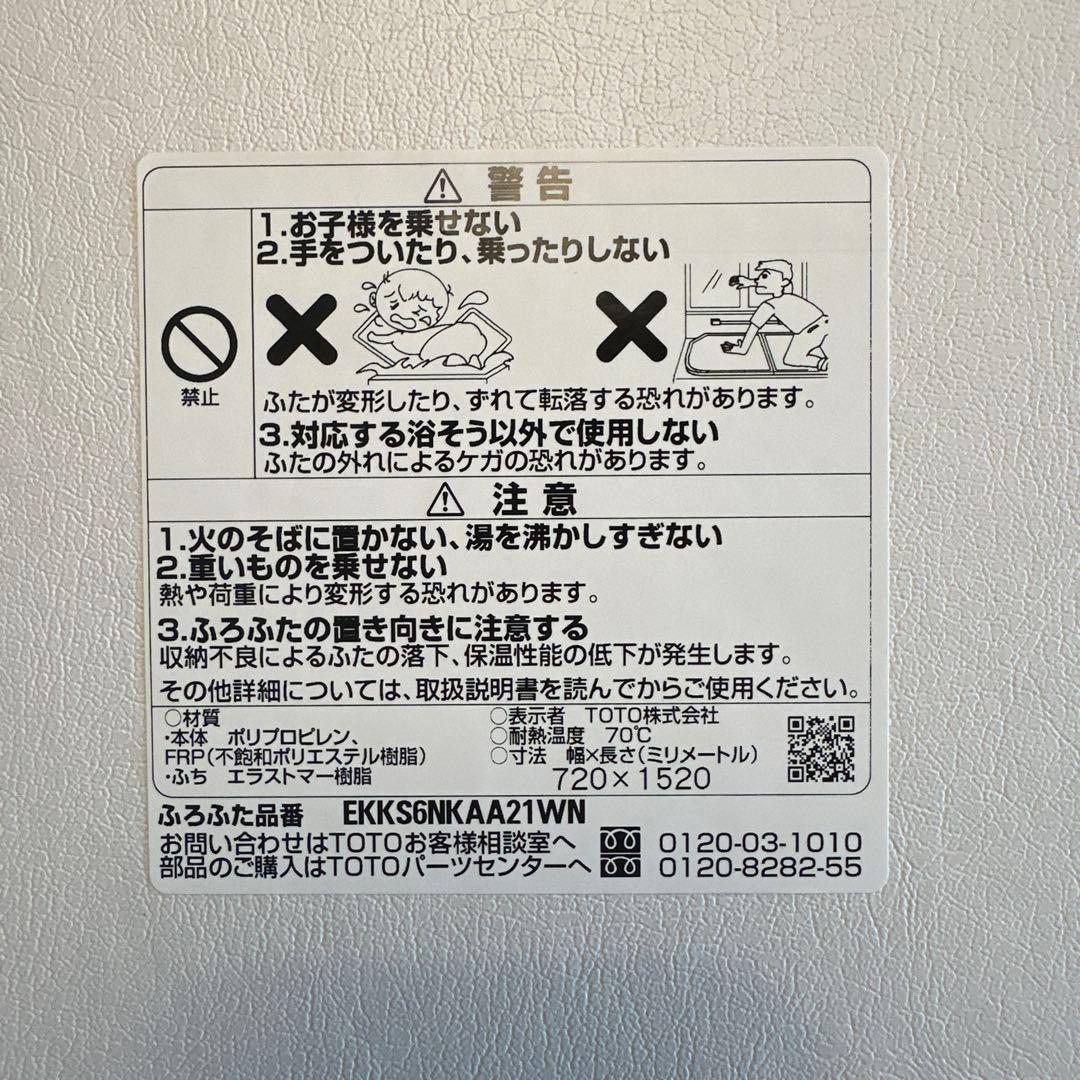 警告
1.お子様を乗せない
2.手をついたり、乗ったりしない
禁止
ふたが変形したり、ずれて転落する恐れがあります。
3.対応する浴そう以外で使用しない
ふたの外れによるケガの恐れがあります。
注意
1.火のそばに置かない、湯を沸かしすぎない
2.重いものを乗せない
熱や荷重により変形する恐れがあります。
3.ふろふたの置き向きに注意する
収納不良によるふたの落下、保温性能の低下が発生します。
その他詳細については、取扱説明書を読んでからご使用ください。
○材質
・本体 ポリプロピレン、
FRP(不飽和ポリエステル樹脂)
・ふち エラストマー樹脂
○表示者 TOTO株式会社
○耐熱温度 70℃
○寸法 幅×長さ(ミリメートル)
720×1520
ふろふた品番 EKKS6NKAA21WN
お問い合わせはTOTOお客様相談室へ 0120-03-1010
部品のご購入はTOTOパーツセンターへ 0120-8282-55